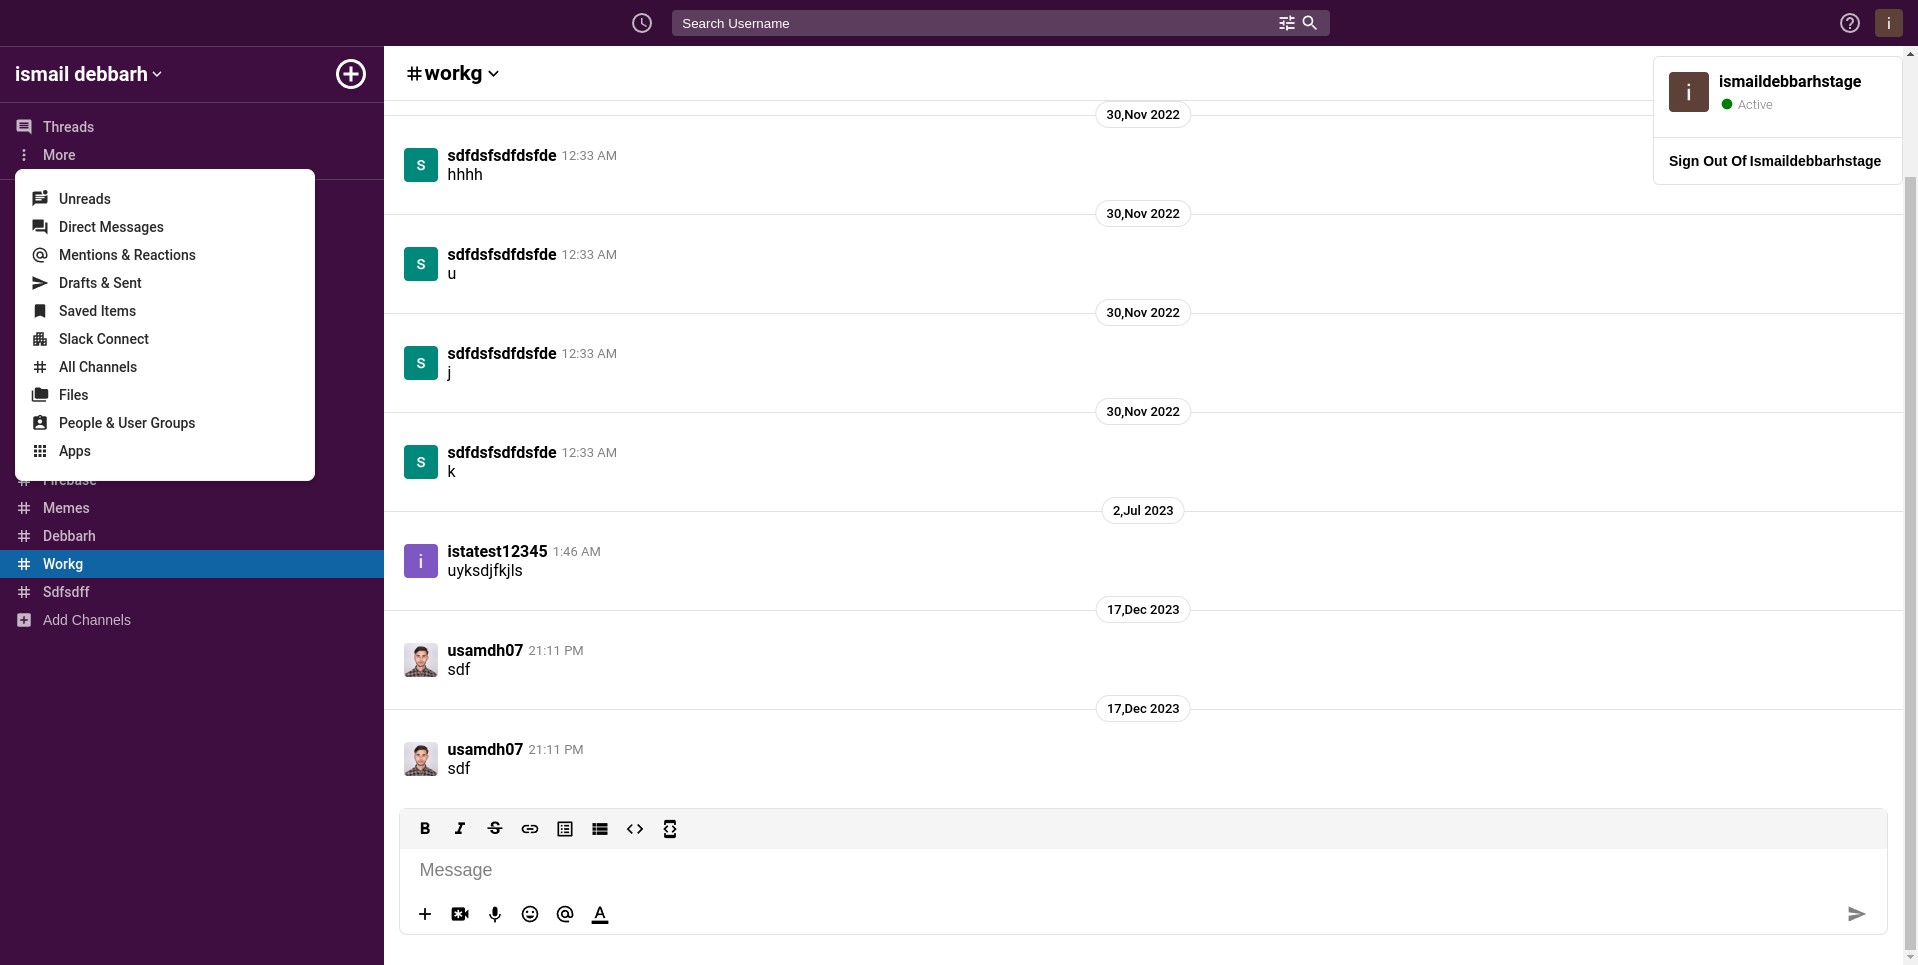 Search Username
i
ismail debbarh
Threads
More
Unreads
Direct Messages
Mentions & Reactions
Drafts & Sent
Saved Items
Slack Connect
All Channels
Files
People & User Groups
Apps
Firebase
Memes
Debbarh
Workg
Sdfsdff
Add Channels
#workg
i
ismaildebbarhstage
Active
Sign Out Of Ismaildebbarhstage
30,Nov 2022
S
sdfdsfsdfdsfde 12:33 AM
hhhh
30,Nov 2022
S
sdfdsfsdfdsfde 12:33 AM
u
30,Nov 2022
S
sdfdsfsdfdsfde 12:33 AM
j
30,Nov 2022
S
sdfdsfsdfdsfde 12:33 AM
k
2,Jul 2023
i
istatest12345 1:46 AM
uyksdjfkjls
17,Dec 2023
usamdh07 21:11 PM
sdf
17,Dec 2023
usamdh07 21:11 PM
sdf
Message